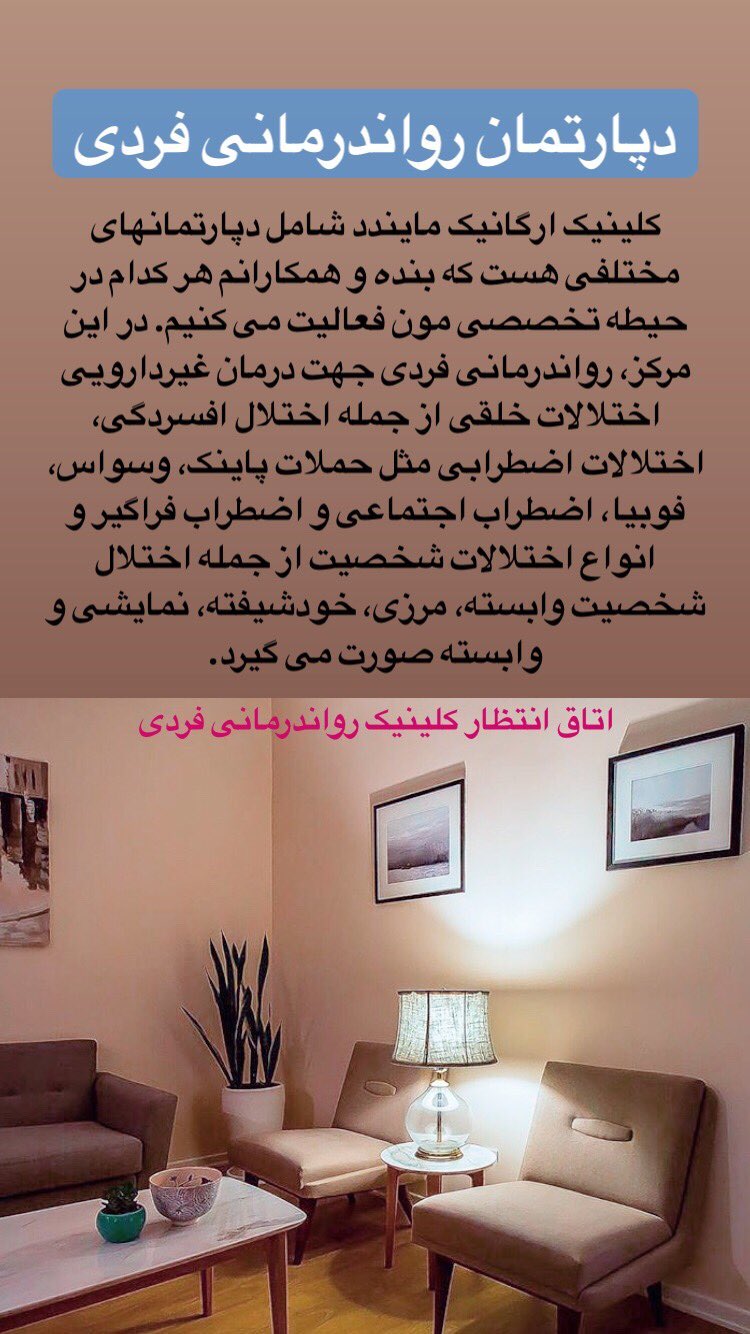 دپارتمان رواندرمانی فردی
کلینیک ارگانیک مایندد شامل دپارتمانهای
مختلفی هست که بنده و همکارانم هر کدام در
حیطه تخصصی مون فعالیت می کنیم. در این
مرکز، رواندرمانی فردی جهت درمان غیردارویی
اختلالات خلقی از جمله اختلال افسردگی،
اختلالات اضطرابی مثل حملات پاینک، وسواس،
فوبیا، اضطراب اجتماعی و اضطراب فراگیر و
انواع اختلالات شخصیت از جمله اختلال
شخصیت وابسته، مرزی، خودشیفته، نمایشی و
وابسته صورت می گیرد.
اتاق انتظار کلینیک رواندرمانی فردی